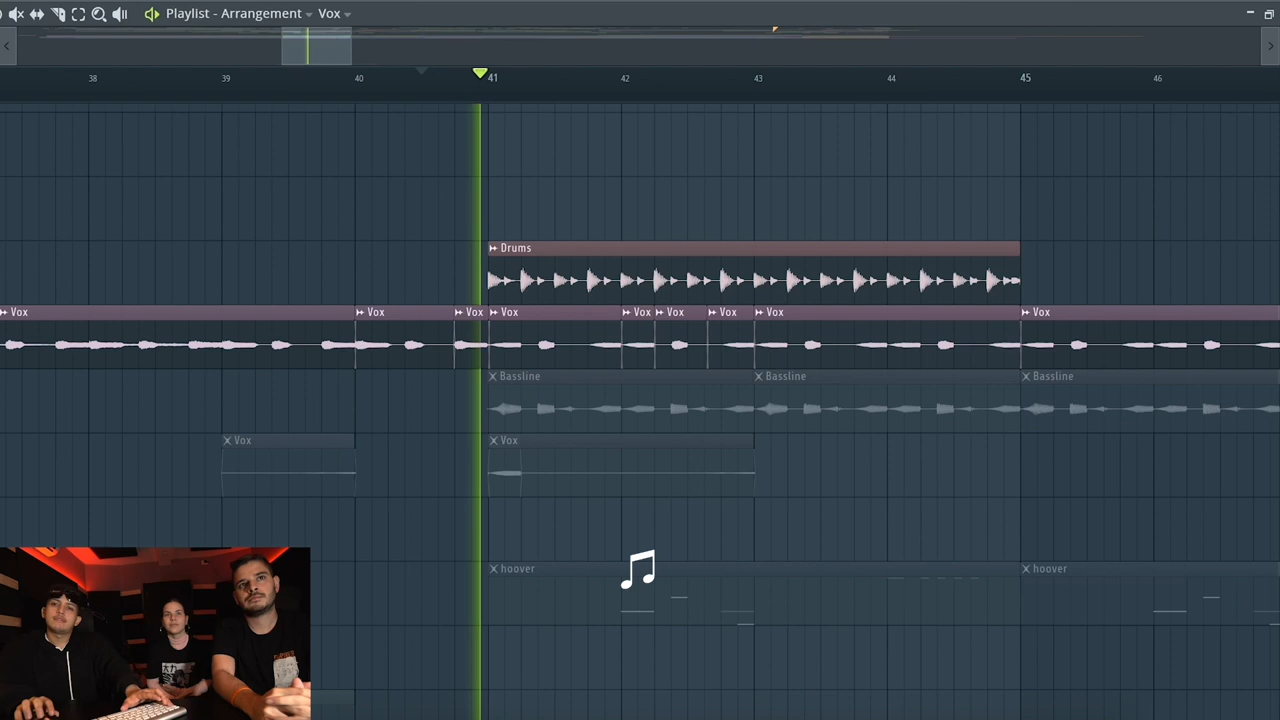 Playlist - Arrangement Vox
38 39 40 41 42 43 44 45 46
Drums
Vox Vox Vox Vox Vox Vox Vox Vox Vox
Bassline Bassline Bassline
Vox Vox
hoover hoover